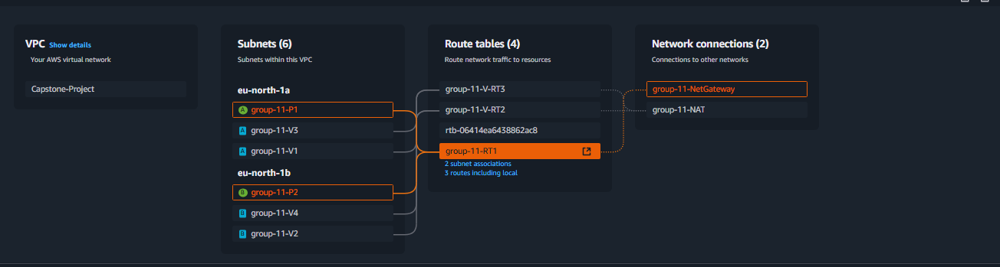 VPC Show details
Your AWS virtual network
Capstone-Project
Subnets (6)
Subnets within this VPC
eu-north-1a
A group-11-P1
A group-11-V3
A group-11-V1
eu-north-1b
B group-11-P2
B group-11-V4
B group-11-V2
Route tables (4)
Route network traffic to resources
group-11-V-RT3
group-11-V-RT2
rtb-06414ea6438862ac8
group-11-RT1
2 subnet associations
3 routes including local
Network connections (2)
Connections to other networks
group-11-NetGateway
group-11-NAT